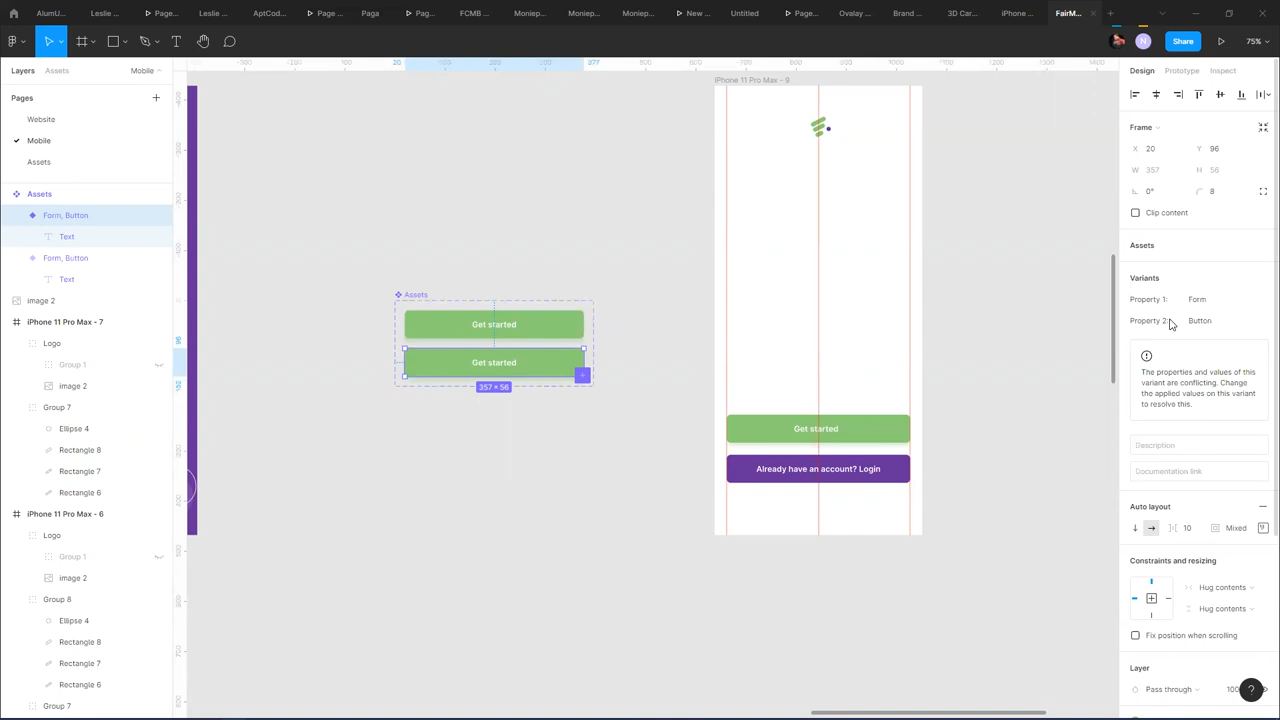 AlumU...
Leslie ...
Page...
Leslie ...
AptCod...
Page ...
Paga
Pag...
FCMB ...
Moniep...
Moniep...
Moniep...
New ...
Untitled
Page...
Ovalay ...
Brand ...
3D Car...
iPhone ...
FairM...
Share
75%
Layers
Assets
Mobile
Pages
Website
Mobile
Assets
Assets
Form, Button
Text
Form, Button
Text
image 2
iPhone 11 Pro Max - 7
Logo
Group 1
image 2
Group 7
Ellipse 4
Rectangle 8
Rectangle 7
Rectangle 6
iPhone 11 Pro Max - 6
Logo
Group 1
image 2
Group 8
Ellipse 4
Rectangle 8
Rectangle 7
Rectangle 6
Group 7
20
377
96
iPhone 11 Pro Max - 9
Assets
Get started
Get started
357 × 56
Get started
Already have an account? Login
N
Design
Prototype
Inspect
Frame
X 20
Y 96
W 357
H 56
0°
8
Clip content
Assets
Variants
Property 1: Form
Property 2: Button
The properties and values of this
variant are conflicting. Change
the applied values on this variant
to resolve this.
Description
Documentation link
Auto layout
10
Mixed
Constraints and resizing
Hug contents
Hug contents
Fix position when scrolling
Layer
Pass through
?